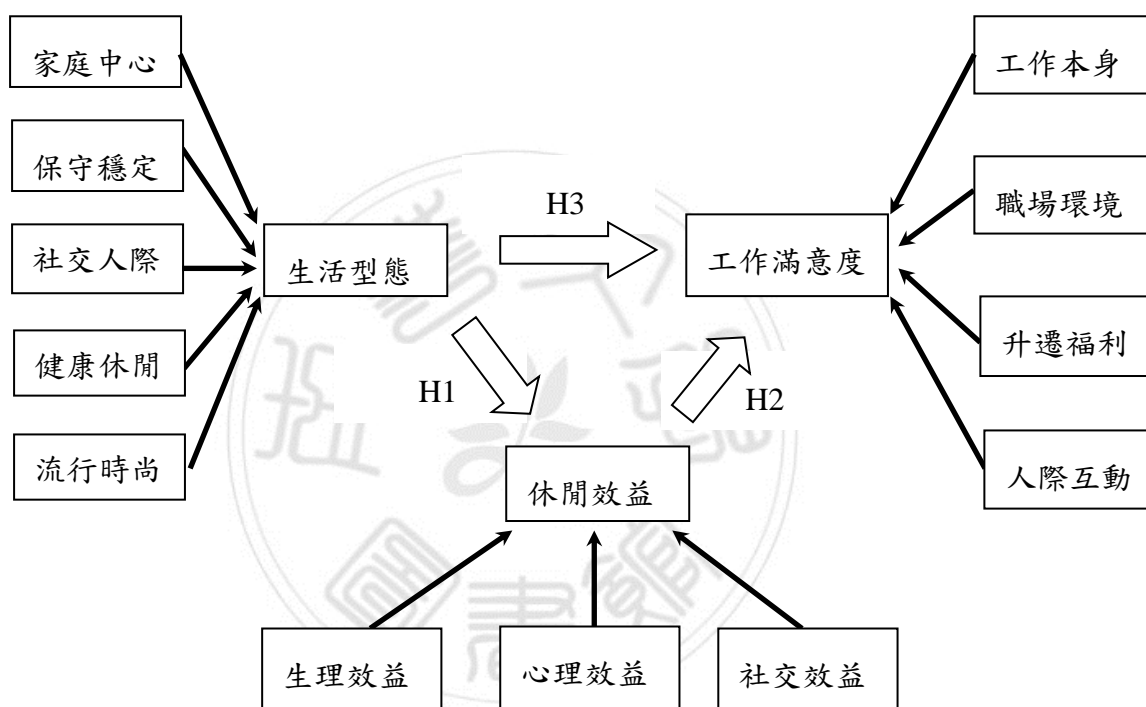 家庭中心
工作本身
保守穩定
職場環境
H3
社交人際
生活型態
工作滿意度
健康休閒
升遷福利
H1
H2
流行時尚
人際互動
休閒效益
生理效益
心理效益
社交效益